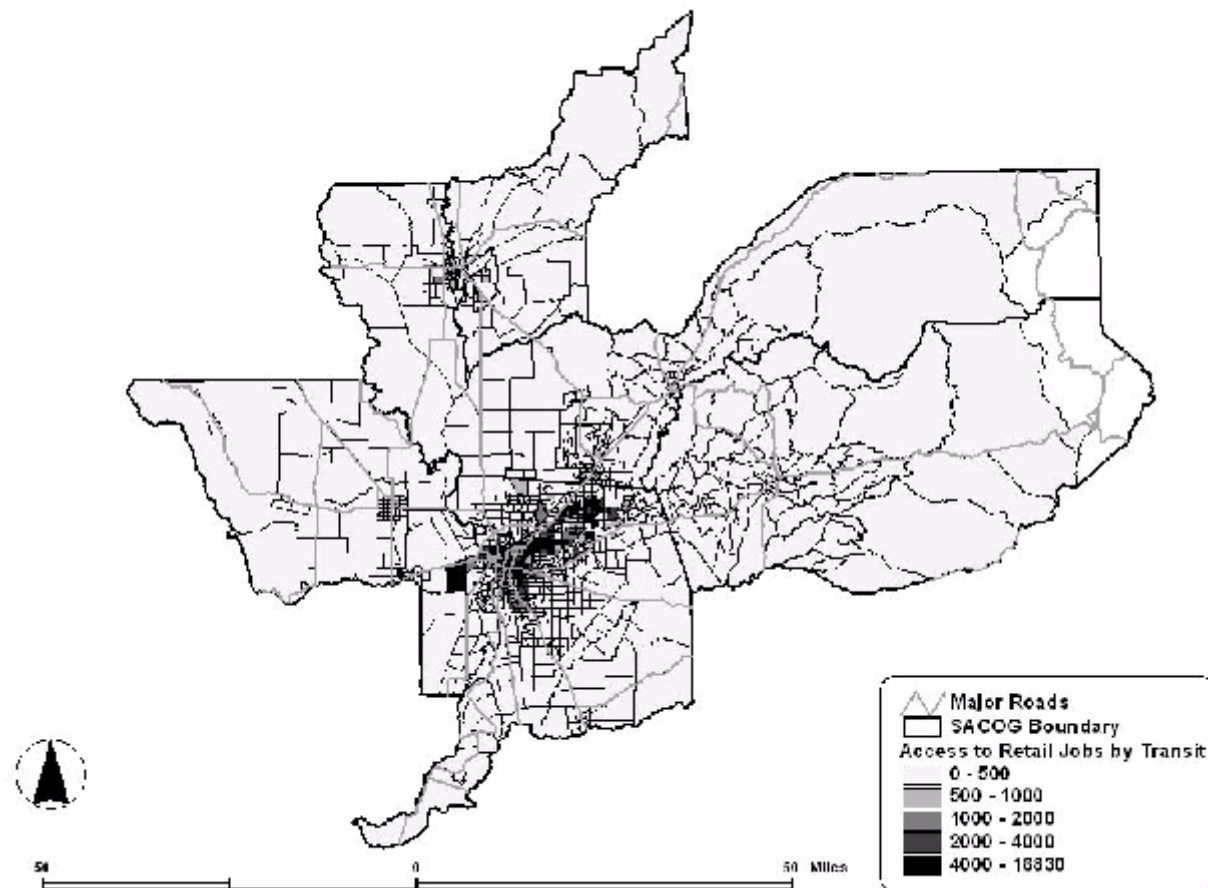 Major Roads
SACOG Boundary
Access to Retail Jobs by Transit
0 - 500
500 - 1000
1000 - 2000
2000 - 4000
4000 - 18830
50 0 50 Miles